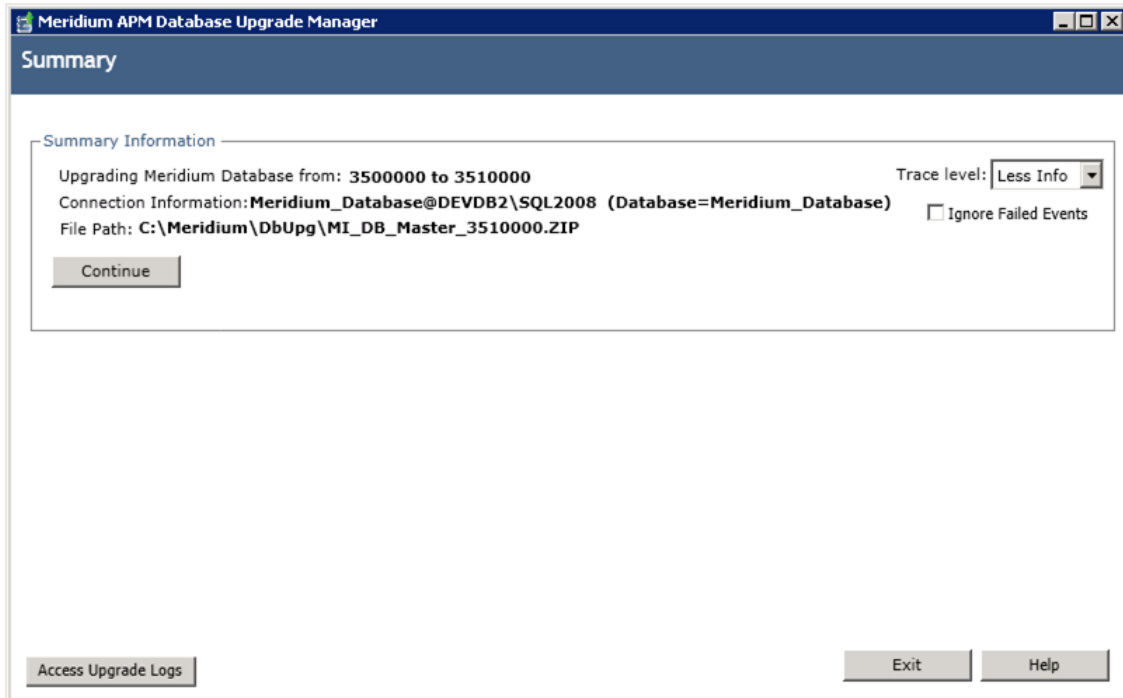 Meridium APM Database Upgrade Manager
Summary
Summary Information
Upgrading Meridium Database from: 3500000 to 3510000
Trace level: Less Info
Connection Information:Meridium_Database@DEVDB2\SQL2008 (Database=Meridium_Database)
Ignore Failed Events
File Path: C:\Meridium\DbUpg\MI_DB_Master_3510000.ZIP
Continue
Access Upgrade Logs
Exit
Help